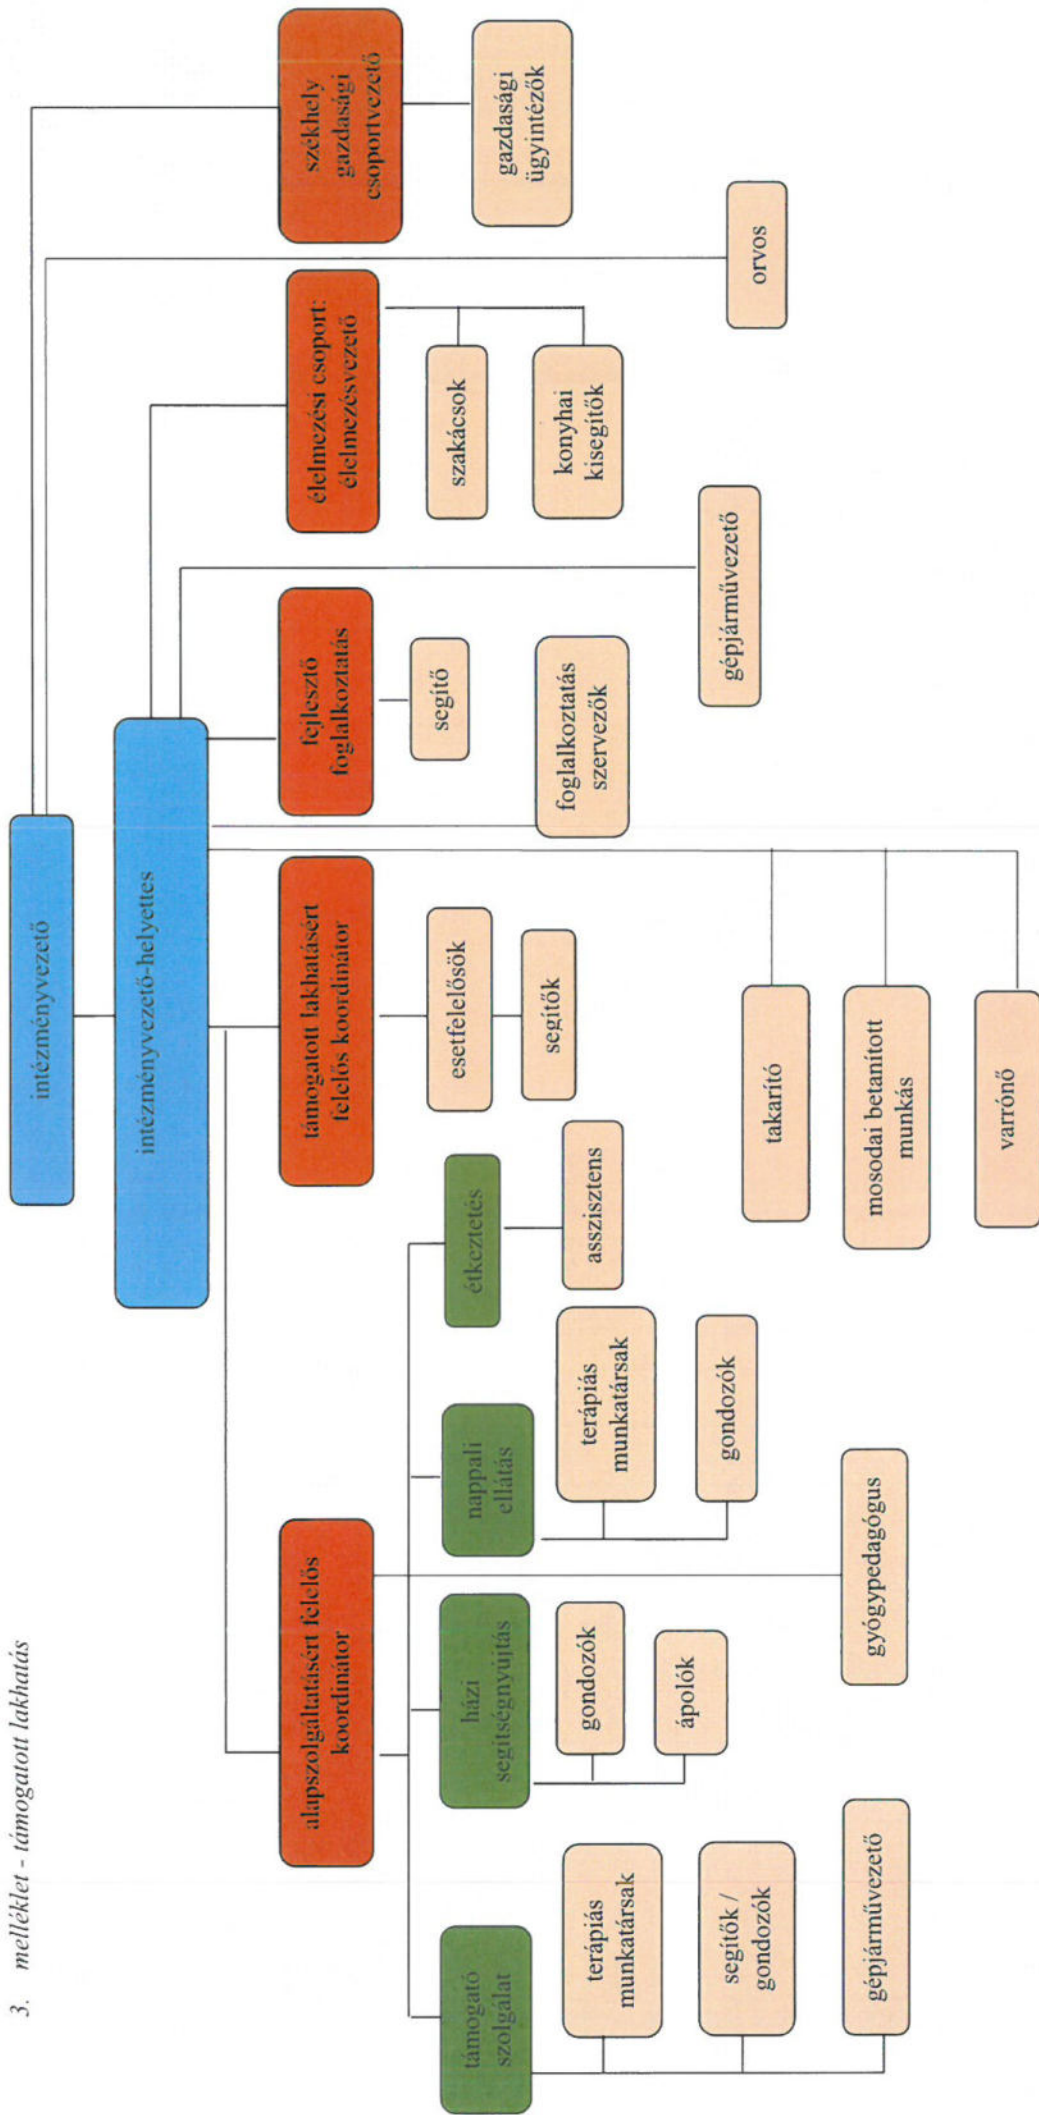 3. melléklet - támogatott lakhatás
intézményvezető
intézményvezető-helyettes
alapszolgáltatásért felelős
koordinátor
támogatott lakhatásért
felelős koordinátor
fejlesztő
foglalkoztatás
élelmezési csoport:
élelmezésvezető
székhely
gazdasági
csoportvezető
támogató
szolgálat
házi
segítségnyújtás
nappali
ellátás
étkeztetés
esetfelelősök
segítők
segítő
foglalkoztatás
szervezők
szakácsok
konyhai
kisegítők
gazdasági
ügyintézők
terápiás
munkatársak
segítők /
gondozók
gépjárművezető
gondozók
ápolók
terápiás
munkatársak
gondozók
asszisztens
gyógypedagógus
takarító
mosodai betanított
munkás
varrónő
gépjárművezető
orvos